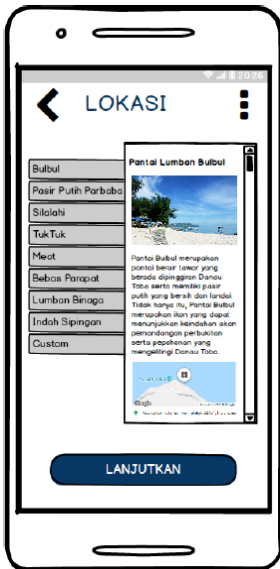 20:26
LOKASI
Bulbul
Pasir Putih Parbaba
Silalahi
TukTuk
Meat
Bebas Parapat
Lumban Binaga
Indah Sipingan
Custom
Pantai Lumban Bulbul
Pantai Bulbul merupakan
pantai berair tawar yang
berada dipinggiran Danau
Toba serta memiliki pasir
putih yang bersih dan landai.
Tidak hanya itu, Pantai Bulbul
merupakan ikon yang dapat
menunjukkan keindahan akan
pemandangan perbukitan
serta pepohonan yang
mengelilingi Danau Toba.
Google
LANJUTKAN